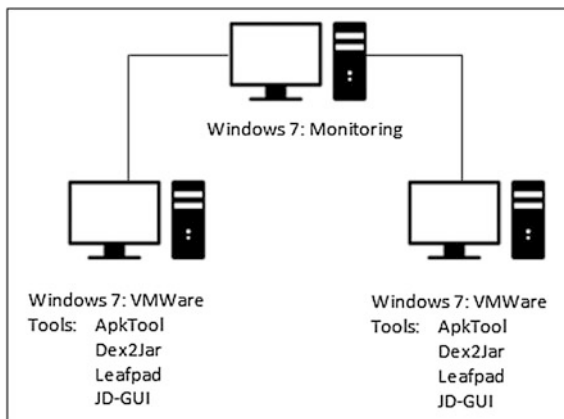 Windows 7: Monitoring
Windows 7: VMWare
Tools: ApkTool
Dex2Jar
Leafpad
JD-GUI
Windows 7: VMWare
Tools: ApkTool
Dex2Jar
Leafpad
JD-GUI